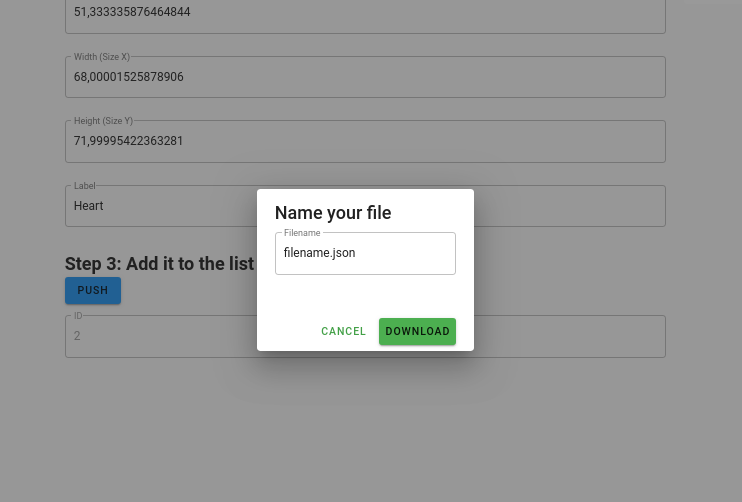 51,333335876464844
Width (Size X)
68,00001525878906
Height (Size Y)
71,99995422363281
Label
Heart
Name your file
Filename
filename.json
CANCEL
DOWNLOAD
Step 3: Add it to the list
PUSH
ID
2